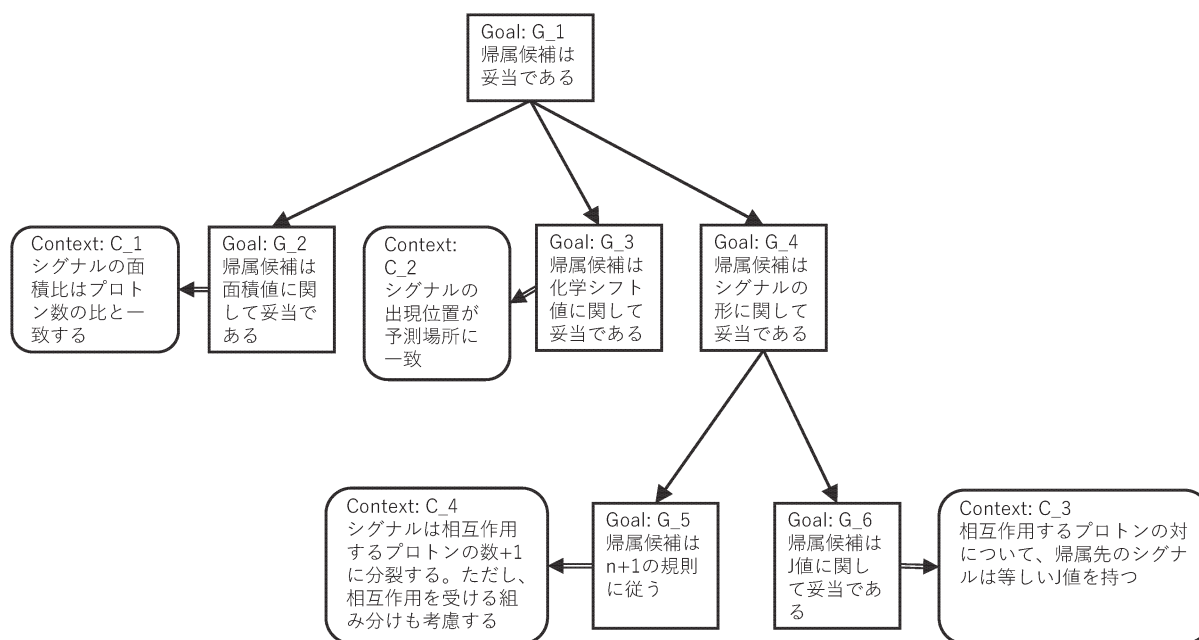 Goal: G_1
帰属候補は
妥当である
Context: C_1
シグナルの面
積比はプロト
ン数の比と一
致する
Goal: G_2
帰属候補は
面積値に関
して妥当で
ある
Context:
C_2
シグナルの
出現位置が
予測場所に
一致
Goal: G_3
帰属候補は
化学シフト
値に関して
妥当である
Goal: G_4
帰属候補は
シグナルの
形に関して
妥当である
Context: C_4
シグナルは相互作用
するプロトンの数+1
に分裂する。ただし、
相互作用を受ける組
み分けも考慮する
Goal: G_5
帰属候補は
n+1の規則
に従う
Goal: G_6
帰属候補は
J値に関し
て妥当であ
る
Context: C_3
相互作用するプロトンの対
について、帰属先のシグナ
ルは等しいJ値を持つ